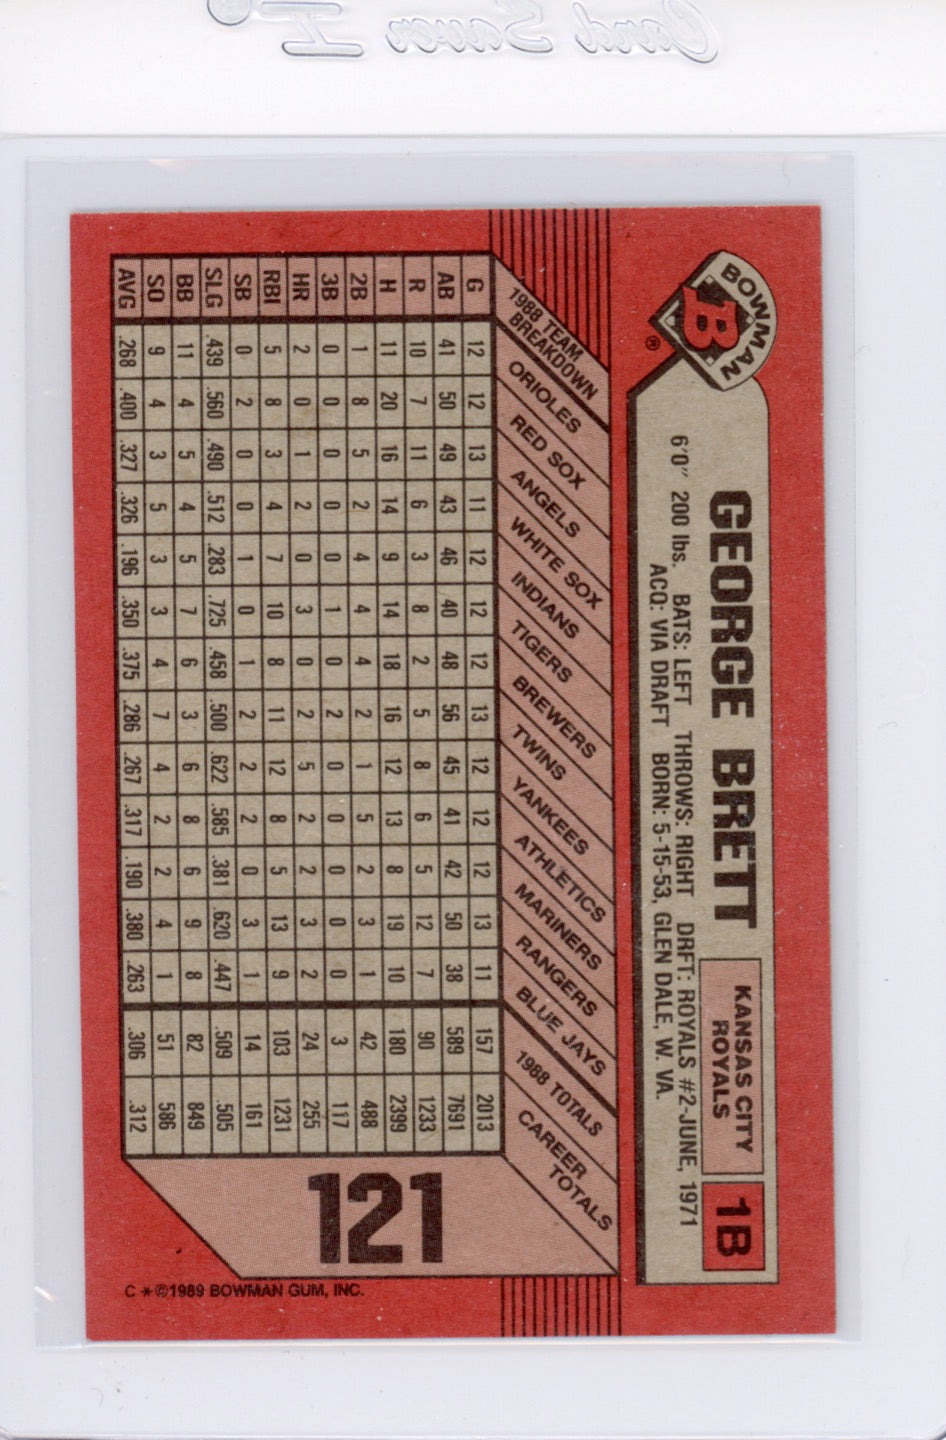 Card Saver I®
BOWMAN
B®
GEORGE BRETT
KANSAS CITY
ROYALS
1B
6'0" 200 lbs. BATS: LEFT THROWS: RIGHT DRFT: ROYALS #2-JUNE, 1971
ACQ: VIA DRAFT BORN: 5-15-53, GLEN DALE, W. VA.
1988 TEAM
BREAKDOWN
G AB R H 2B 3B HR RBI SB SLG BB SO AVG
ORIOLES 12 41 10 11 1 0 2 5 0 .439 11 9 .268
RED SOX 12 50 7 20 8 0 0 8 2 .560 4 4 .400
ANGELS 13 49 11 16 5 0 1 3 0 .490 5 3 .327
WHITE SOX 11 43 6 14 2 0 2 4 0 .512 4 5 .326
INDIANS 12 46 3 9 4 0 0 7 1 .283 5 3 .196
TIGERS 12 40 8 14 4 1 3 10 0 .725 7 3 .350
BREWERS 12 48 2 18 4 0 0 8 1 .458 6 4 .375
TWINS 13 56 5 16 2 2 2 11 2 .500 3 7 .286
YANKEES 12 45 8 12 1 0 5 12 2 .622 6 4 .267
ATHLETICS 12 41 6 13 5 0 2 8 2 .585 8 2 .317
MARINERS 12 42 5 8 2 0 2 5 0 .381 6 2 .190
RANGERS 13 50 12 19 3 0 3 13 3 .620 9 4 .380
BLUE JAYS 11 38 7 10 1 0 2 9 1 .447 8 1 .263
1988 TOTALS 157 589 90 180 42 3 24 103 14 .509 82 51 .306
CAREER TOTALS 2013 7691 1233 2399 488 117 255 1231 161 .505 849 586 .312
121
C *©1989 BOWMAN GUM, INC.